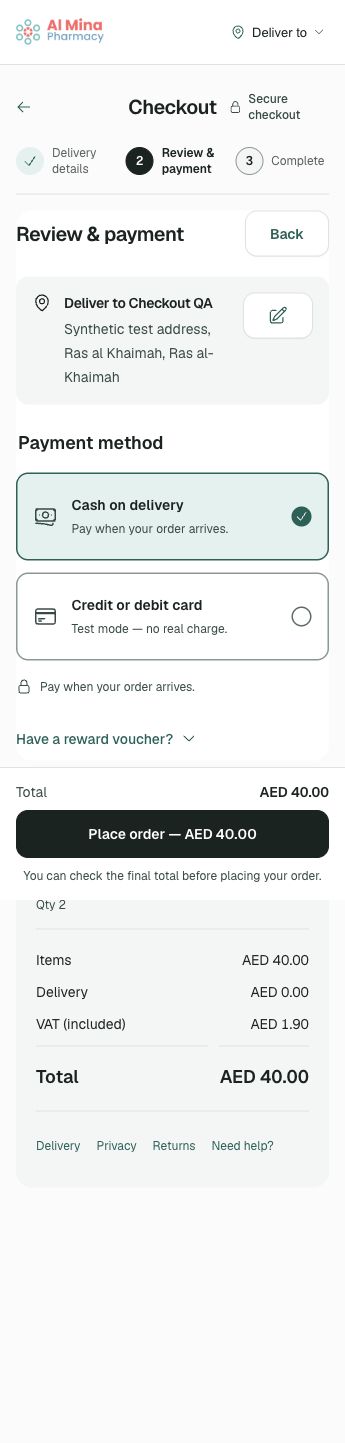 Al Mina
Pharmacy
Deliver to
Checkout
Secure
checkout
Delivery
details
2
Review &
payment
3
Complete
Review & payment
Back
Deliver to Checkout QA
Synthetic test address,
Ras al Khaimah, Ras al-
Khaimah
Payment method
Cash on delivery
Pay when your order arrives.
Credit or debit card
Test mode — no real charge.
Pay when your order arrives.
Have a reward voucher?
Total AED 40.00
Place order — AED 40.00
You can check the final total before placing your order.
Qty 2
Items AED 40.00
Delivery AED 0.00
VAT (included) AED 1.90
Total AED 40.00
Delivery Privacy Returns Need help?